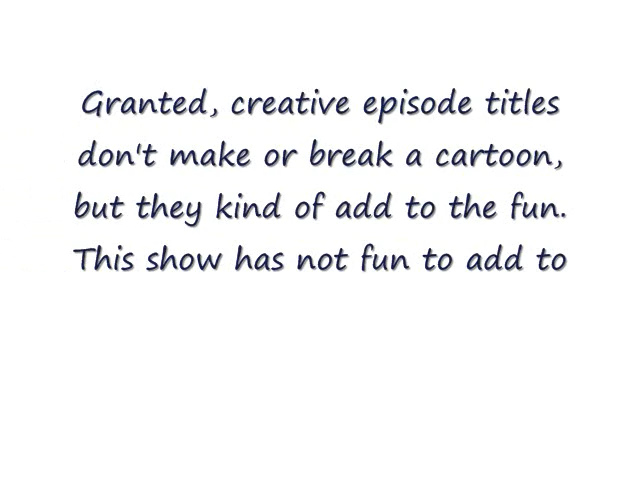 Granted, creative episode titles
don't make or break a cartoon,
but they kind of add to the fun.
This show has not fun to add to